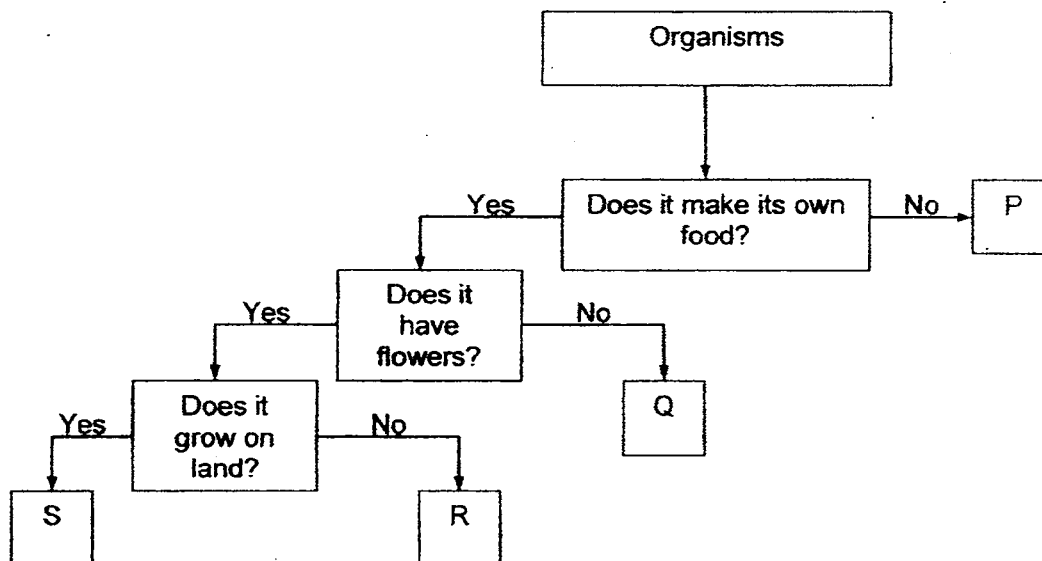 Organisms
Does it make its own
food?
Yes
No
P
Does it
have
flowers?
Yes
No
Q
Does it
grow on
land?
Yes
No
S
R